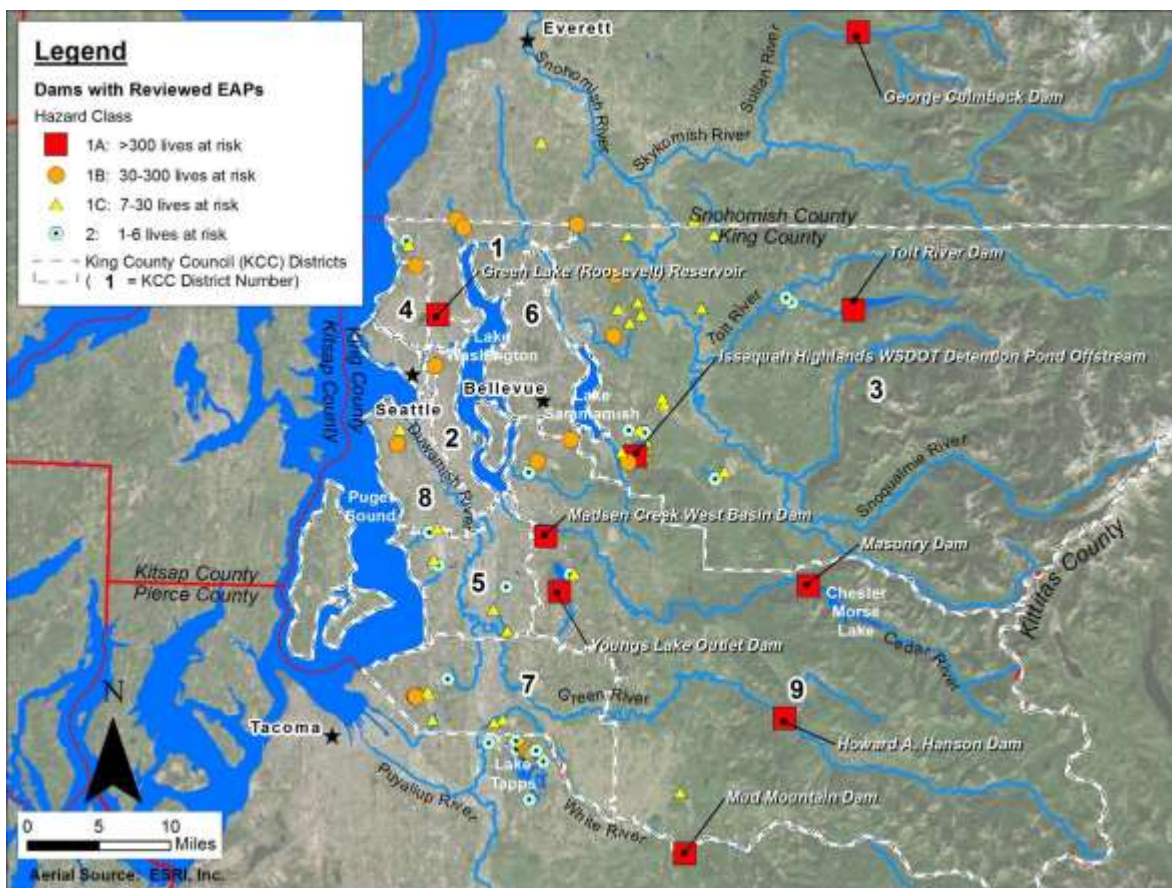 Legend
Dams with Reviewed EAPs
Hazard Class
1A: >300 lives at risk
1B: 30-300 lives at risk
1C: 7-30 lives at risk
2: 1-6 lives at risk
King County Council (KCC) Districts
( 1 = KCC District Number)
Everett
Snohomish River
Sultan River
George Culmback Dam
Skykomish River
Snohomish County
King County
1
Green Lake (Roosevelt) Reservoir
Tolt River Dam
4
6
Tolt River
Lake
Washington
Issaquah Highlands WSDOT Detention Pond Offstream
Kitsap County
King County
Bellevue
Lake
Sammamish
3
Seattle
2
Duwamish River
Snoqualmie River
Puget
Sound
8
Madsen Creek West Basin Dam
Masonry Dam
Kitsap County
Pierce County
5
Chester
Morse
Lake
Kittitas County
Youngs Lake Outlet Dam
Cedar River
7
Green River
9
N
Tacoma
Howard A. Hanson Dam
Lake
Tapps
Puyallup River
White River
Mud Mountain Dam
0 5 10
Miles
Aerial Source: ESRI, Inc.